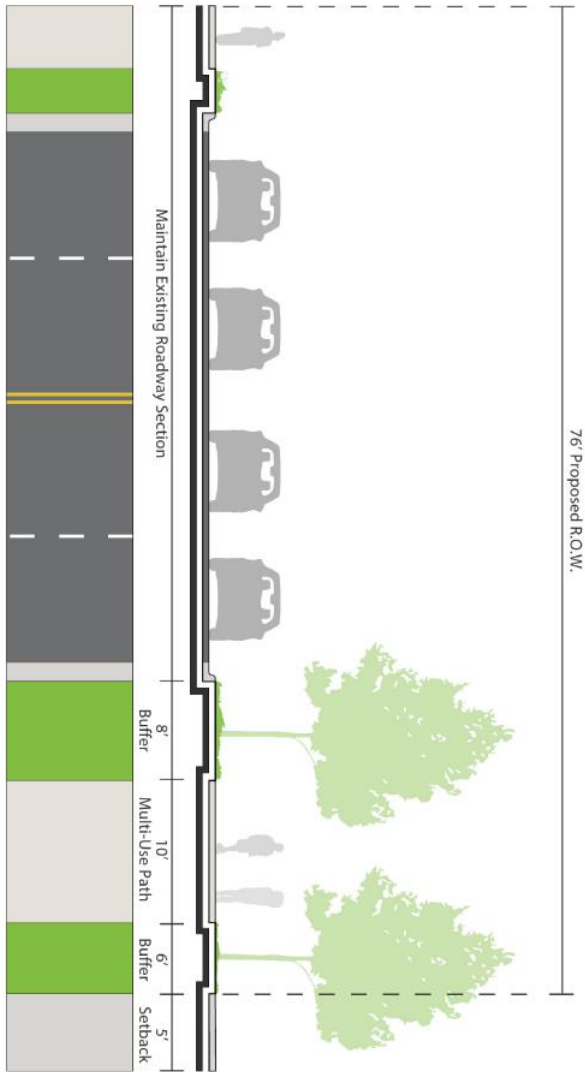 76' Proposed R.O.W.
Maintain Existing Roadway Section
8'
Buffer
10'
Multi-Use Path
6'
Buffer
5'
Setback